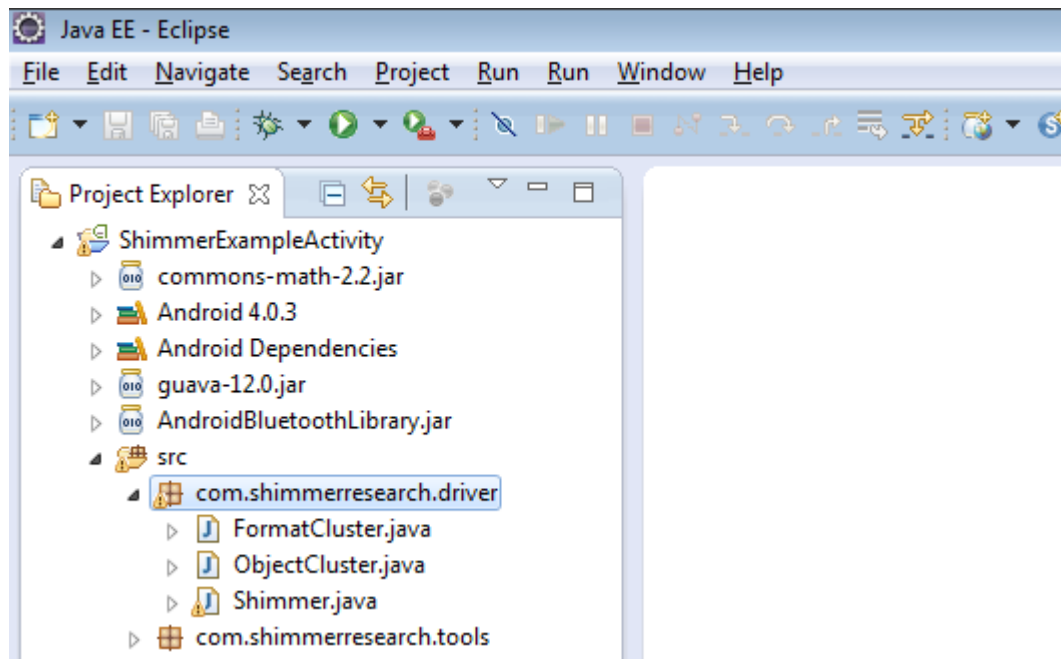 Java EE - Eclipse
File Edit Navigate Search Project Run Run Window Help
Project Explorer
ShimmerExampleActivity
commons-math-2.2.jar
Android 4.0.3
Android Dependencies
guava-12.0.jar
AndroidBluetoothLibrary.jar
src
com.shimmerresearch.driver
FormatCluster.java
ObjectCluster.java
Shimmer.java
com.shimmerresearch.tools